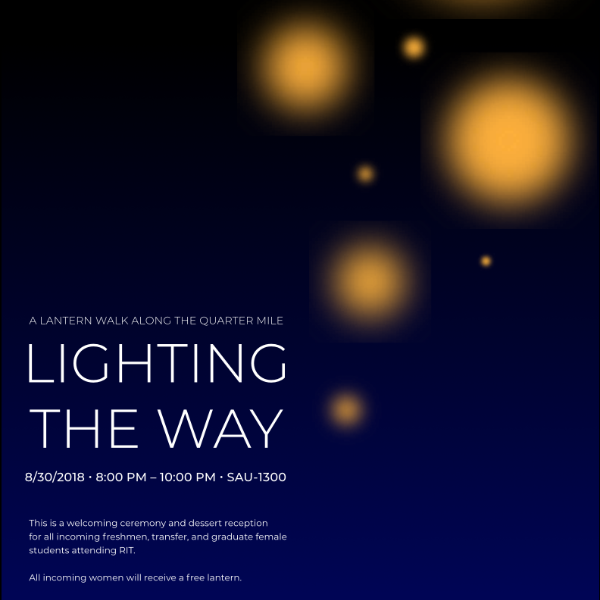 A LANTERN WALK ALONG THE QUARTER MILE
LIGHTING
THE WAY
8/30/2018 • 8:00 PM – 10:00 PM • SAU-1300
This is a welcoming ceremony and dessert reception
for all incoming freshmen, transfer, and graduate female
students attending RIT.
All incoming women will receive a free lantern.